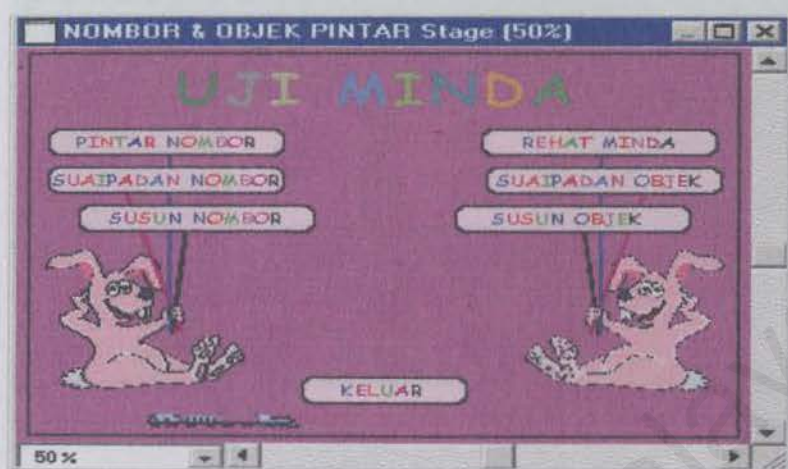 NOMBOR & OBJEK PINTAR Stage (50%)
UJI MINDA
PINTAR NOMBOR
REHAT MINDA
SUAIPADAN NOMBOR
SUAIPADAN OBJEK
SUSUN NOMBOR
SUSUN OBJEK
KELUAR
50 %